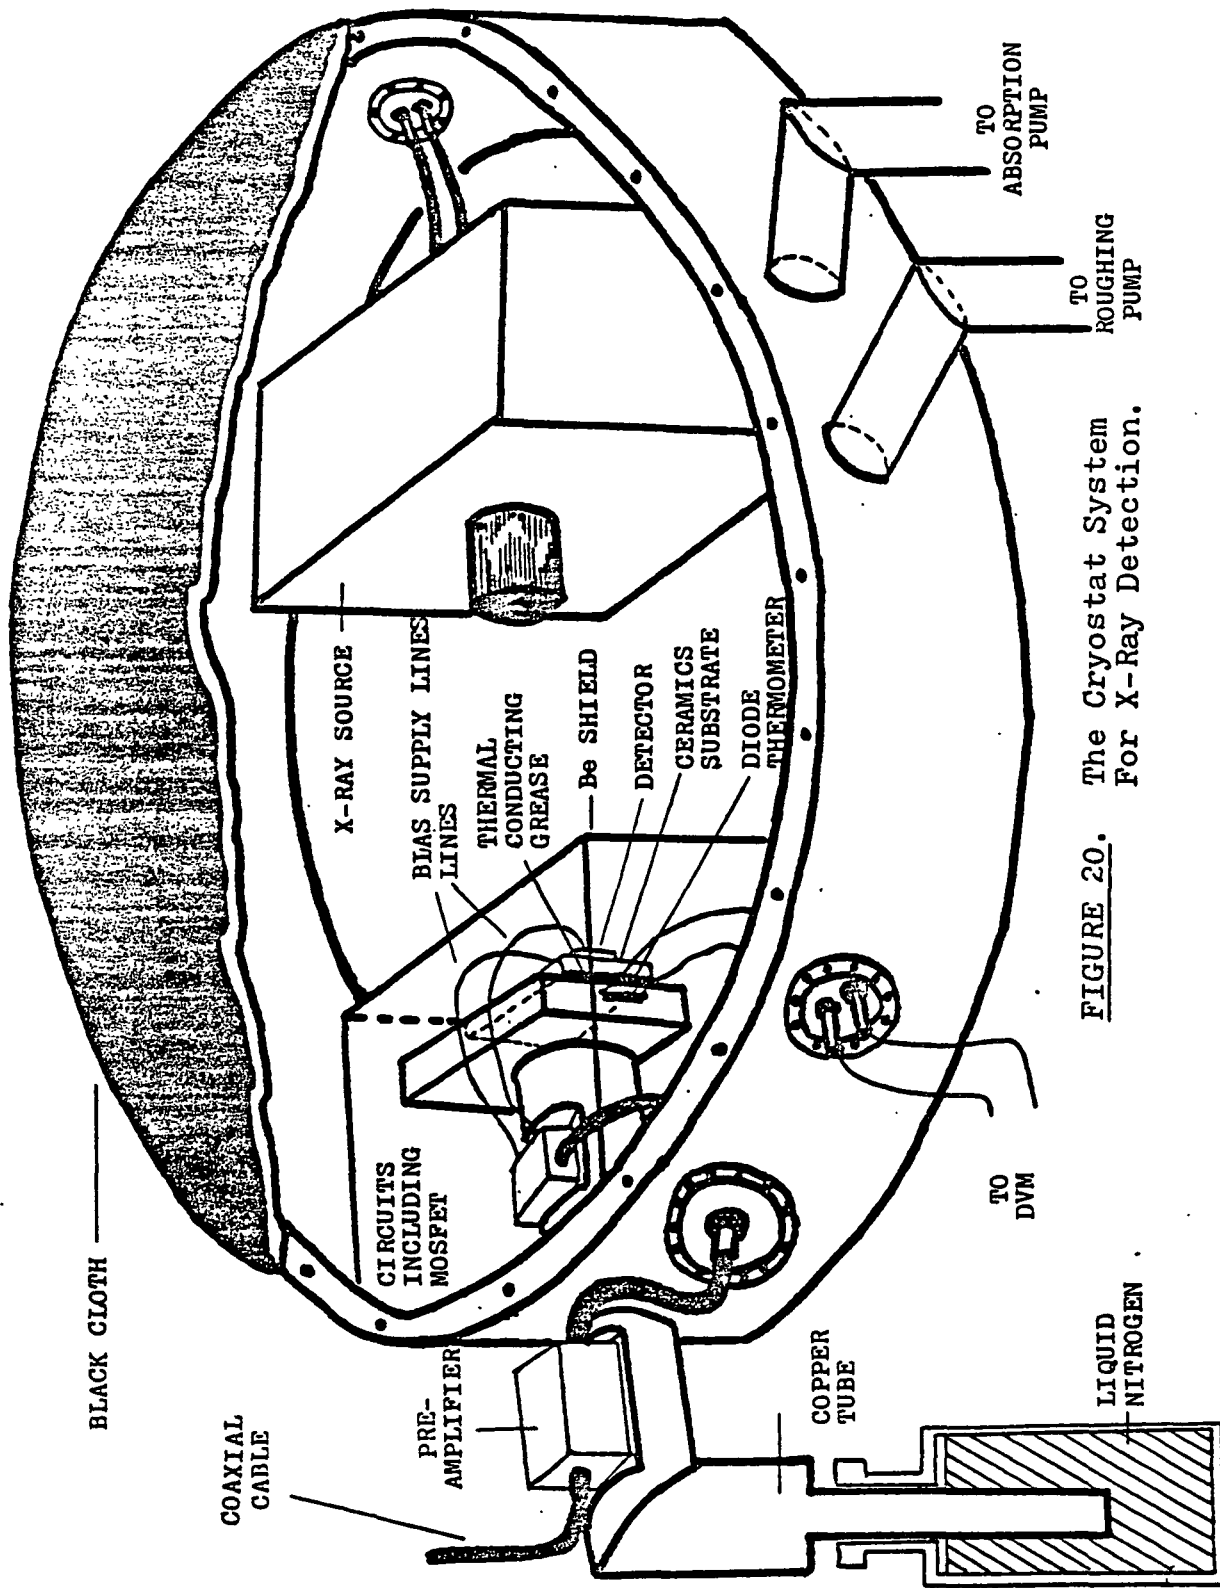 BLACK CLOTH
COAXIAL
CABLE
PRE-
AMPLIFIER
CIRCUITS
INCLUDING
MOSFET
X-RAY SOURCE
BLAS SUPPLY LINES
LINES
THERMAL
CONDUCTING
GREASE
Be SHIELD
DETECTOR
CERAMICS
SUBSTRATE
DIODE
THERMOMETER
COPPER
TUBE
LIQUID
NITROGEN
TO
DVM
TO
ROUGHING
PUMP
TO
ABSORPTION
PUMP
FIGURE 20. The Cryostat System
For X-Ray Detection.